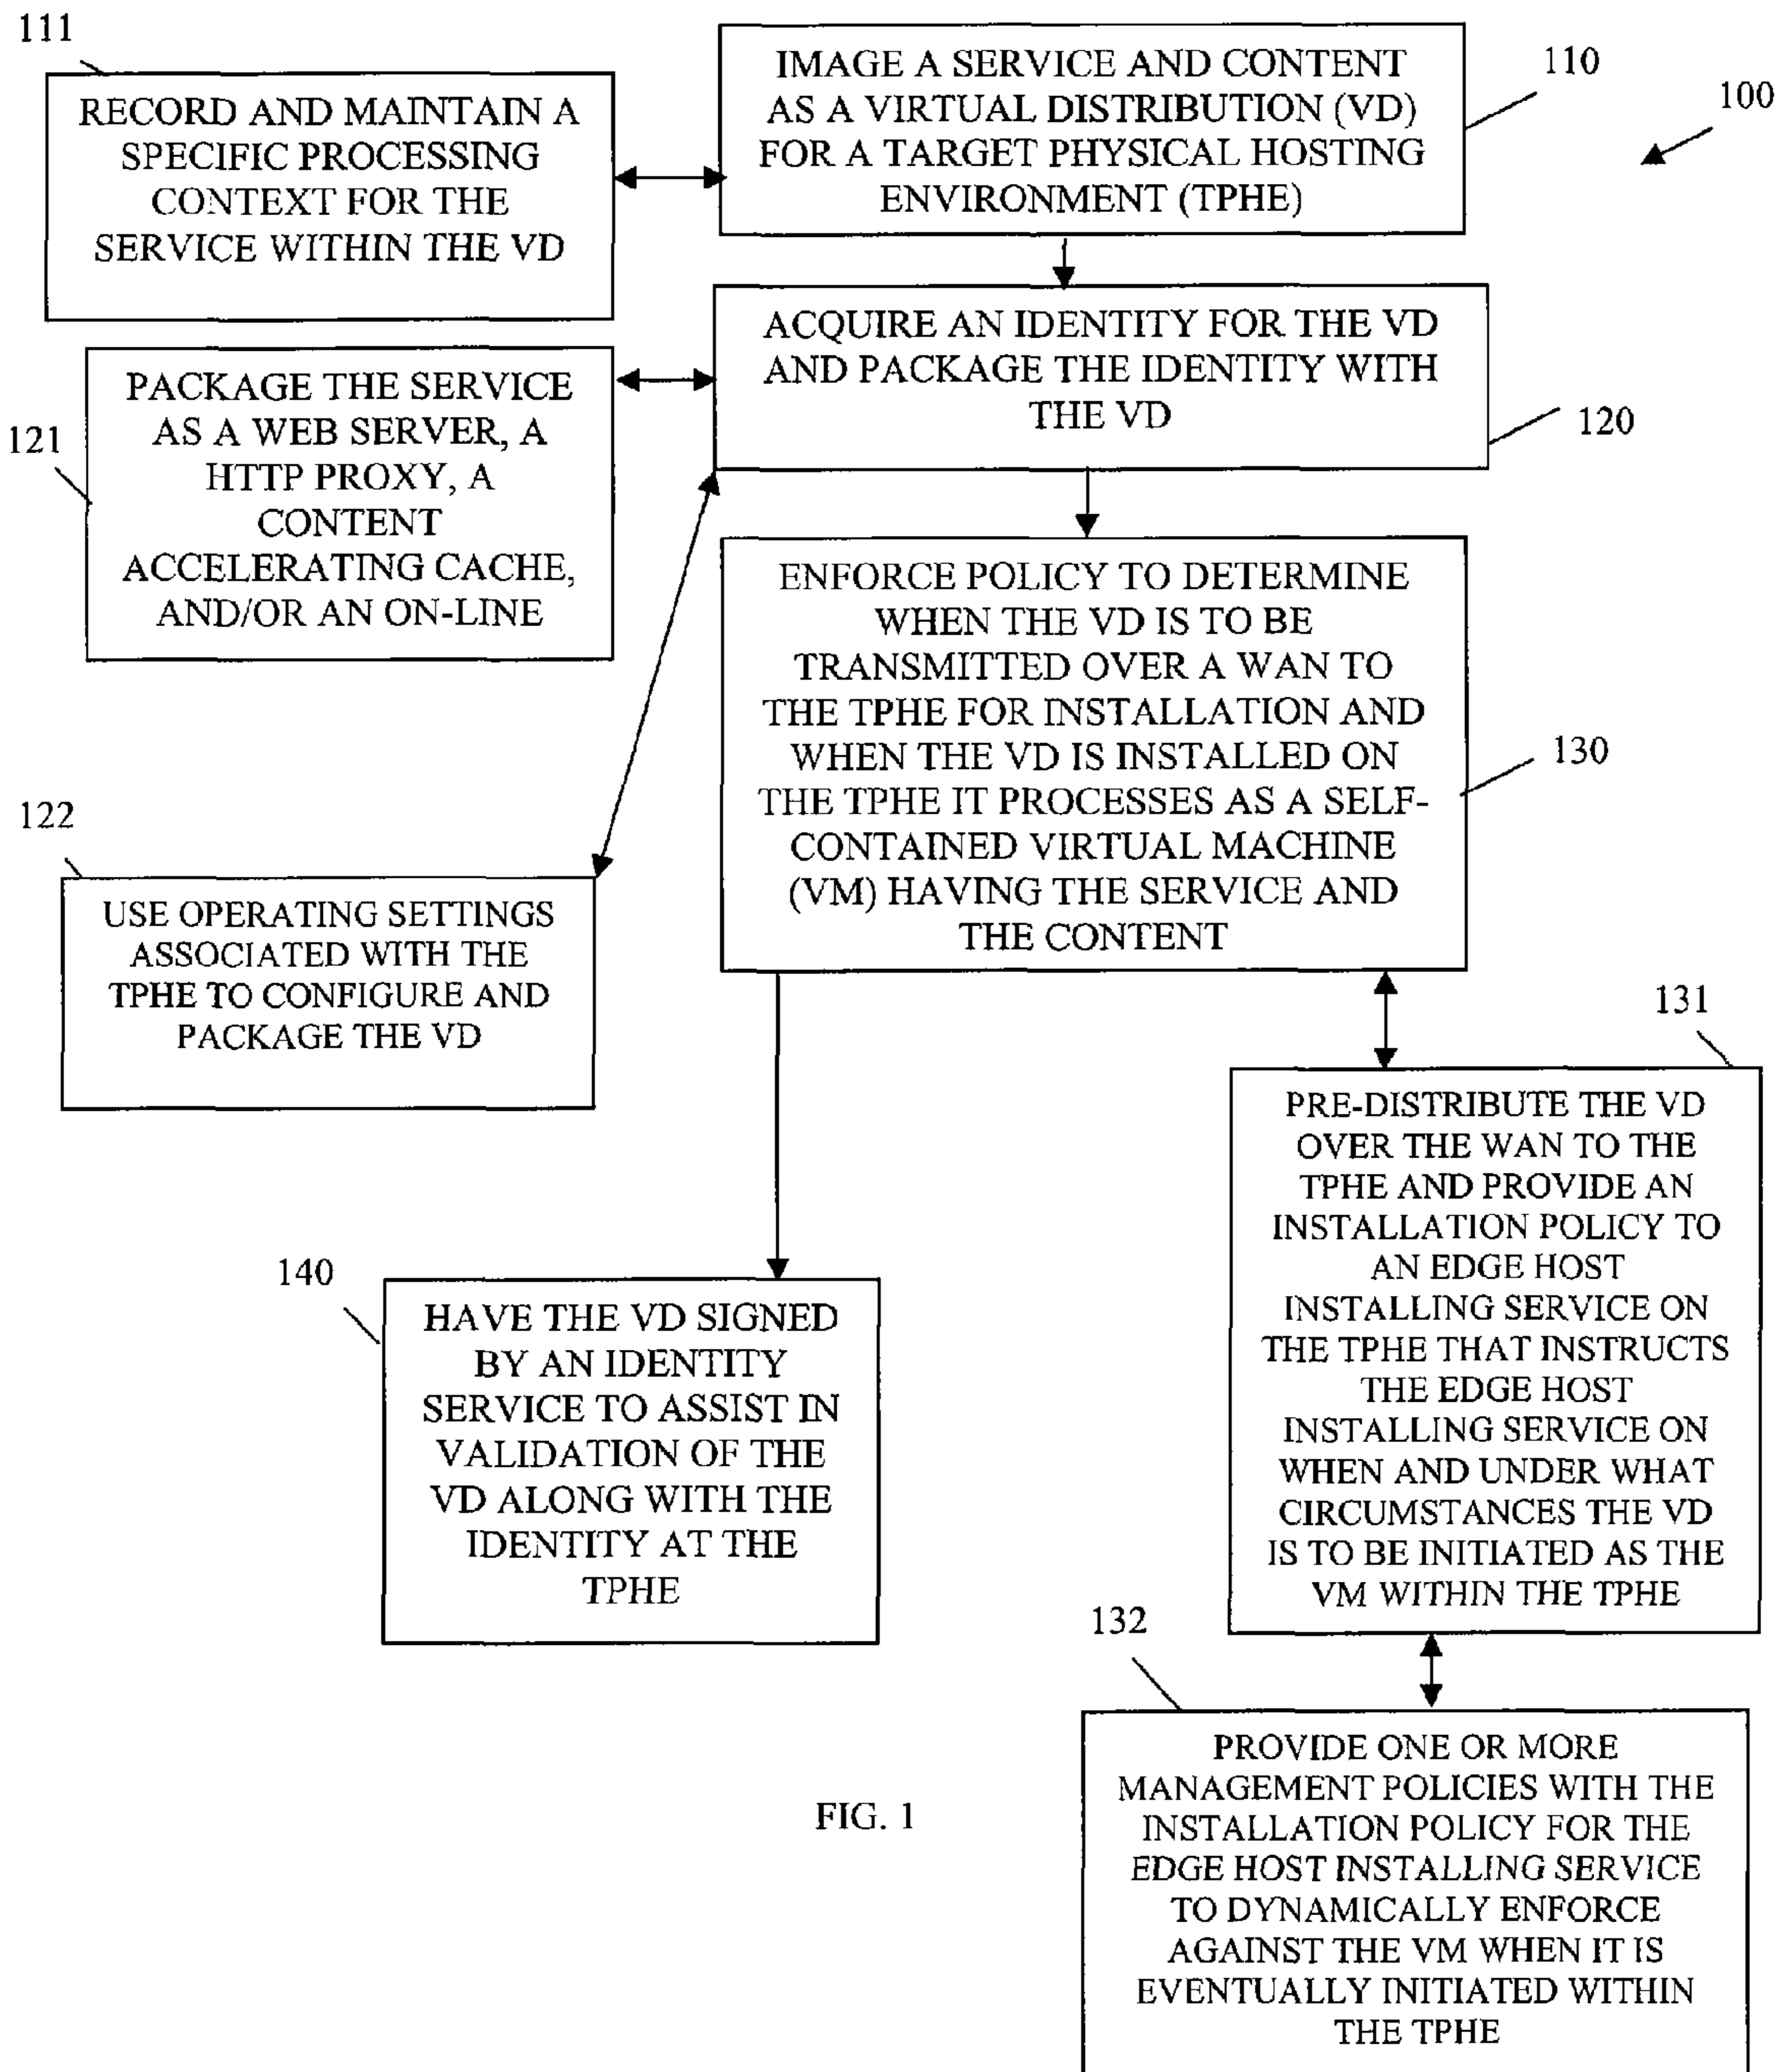 111
RECORD AND MAINTAIN A
SPECIFIC PROCESSING
CONTEXT FOR THE
SERVICE WITHIN THE VD
IMAGE A SERVICE AND CONTENT
AS A VIRTUAL DISTRIBUTION (VD)
FOR A TARGET PHYSICAL HOSTING
ENVIRONMENT (TPHE)
110
100
ACQUIRE AN IDENTITY FOR THE VD
AND PACKAGE THE IDENTITY WITH
THE VD
120
121
PACKAGE THE SERVICE
AS A WEB SERVER, A
HTTP PROXY, A
CONTENT
ACCELERATING CACHE,
AND/OR AN ON-LINE
ENFORCE POLICY TO DETERMINE
WHEN THE VD IS TO BE
TRANSMITTED OVER A WAN TO
THE TPHE FOR INSTALLATION AND
WHEN THE VD IS INSTALLED ON
THE TPHE IT PROCESSES AS A SELF-
CONTAINED VIRTUAL MACHINE
(VM) HAVING THE SERVICE AND
THE CONTENT
130
122
USE OPERATING SETTINGS
ASSOCIATED WITH THE
TPHE TO CONFIGURE AND
PACKAGE THE VD
131
PRE-DISTRIBUTE THE VD
OVER THE WAN TO THE
TPHE AND PROVIDE AN
INSTALLATION POLICY TO
AN EDGE HOST
INSTALLING SERVICE ON
THE TPHE THAT INSTRUCTS
THE EDGE HOST
INSTALLING SERVICE ON
WHEN AND UNDER WHAT
CIRCUMSTANCES THE VD
IS TO BE INITIATED AS THE
VM WITHIN THE TPHE
140
HAVE THE VD SIGNED
BY AN IDENTITY
SERVICE TO ASSIST IN
VALIDATION OF THE
VD ALONG WITH THE
IDENTITY AT THE
TPHE
132
PROVIDE ONE OR MORE
MANAGEMENT POLICIES WITH THE
INSTALLATION POLICY FOR THE
EDGE HOST INSTALLING SERVICE
TO DYNAMICALLY ENFORCE
AGAINST THE VM WHEN IT IS
EVENTUALLY INITIATED WITHIN
THE TPHE
FIG. 1